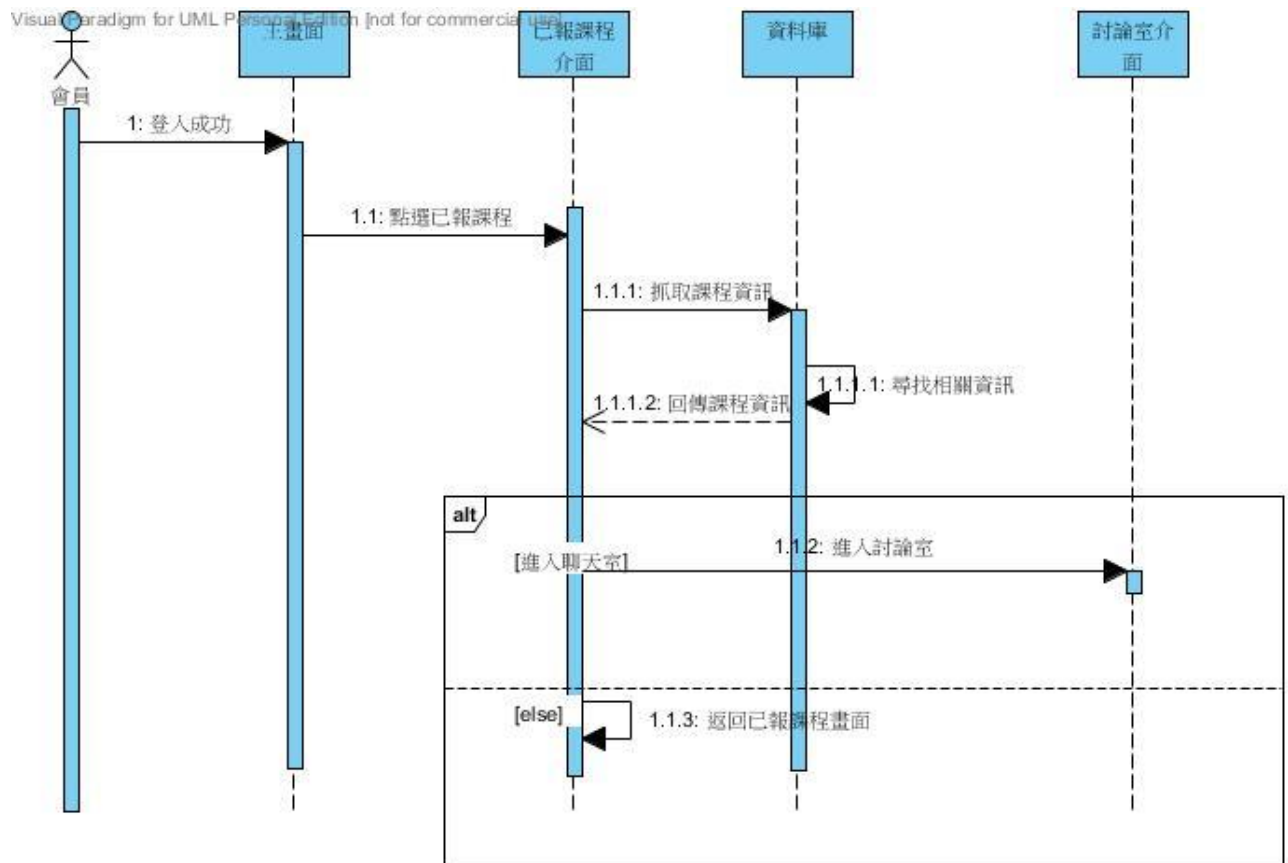 Visual Paradigm for UML Personal Edition [not for commercial use]
主畫面
已報課程
介面
資料庫
討論室介
面
會員
1: 登入成功
1.1: 點選已報課程
1.1.1: 抓取課程資訊
1.1.1.1: 尋找相關資訊
1.1.1.2: 回傳課程資訊
alt
1.1.2: 進入討論室
[進入聊天室]
[else]
1.1.3: 返回已報課程畫面